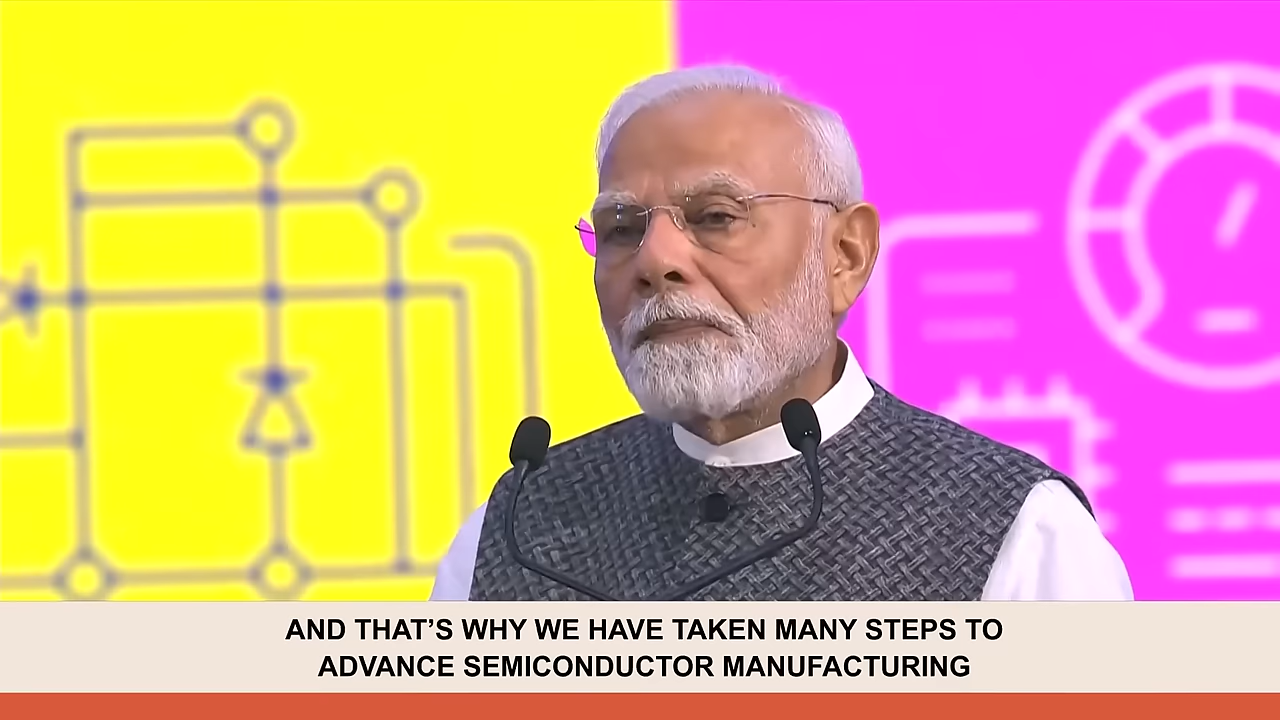 AND THAT’S WHY WE HAVE TAKEN MANY STEPS TO
ADVANCE SEMICONDUCTOR MANUFACTURING